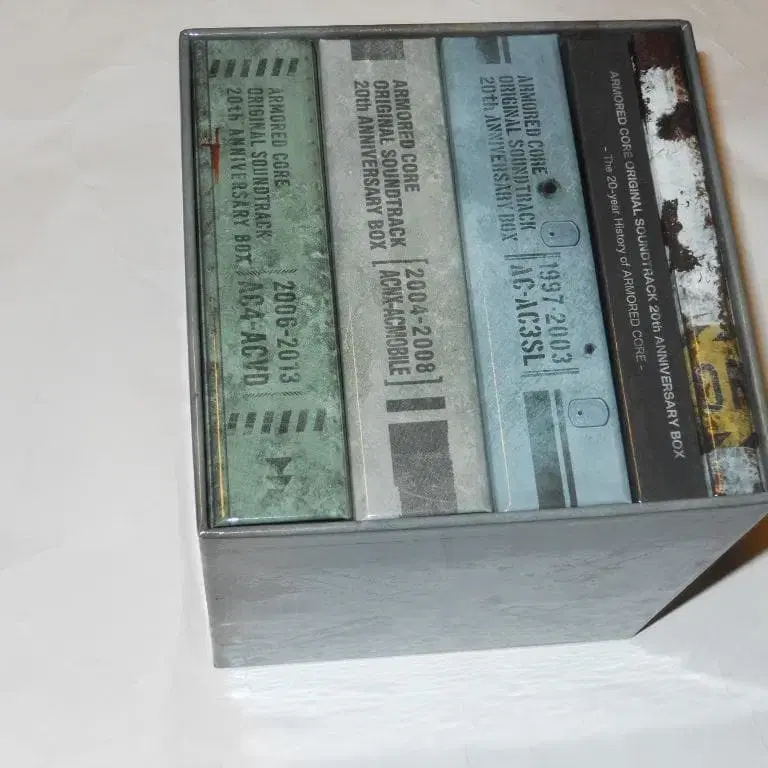 ARMORED CORE
ORIGINAL SOUNDTRACK
20th ANNIVERSARY BOX
2006-2013
AC4-ACVD
ARMORED CORE
ORIGINAL SOUNDTRACK
20th ANNIVERSARY BOX
2004-2008
ACNX-ACMOBILE
ARMORED CORE
ORIGINAL SOUNDTRACK
20th ANNIVERSARY BOX
1997-2003
AC-AC3SL
ARMORED CORE ORIGINAL SOUNDTRACK 20th ANNIVERSARY BOX
- The 20-year History of ARMORED CORE -